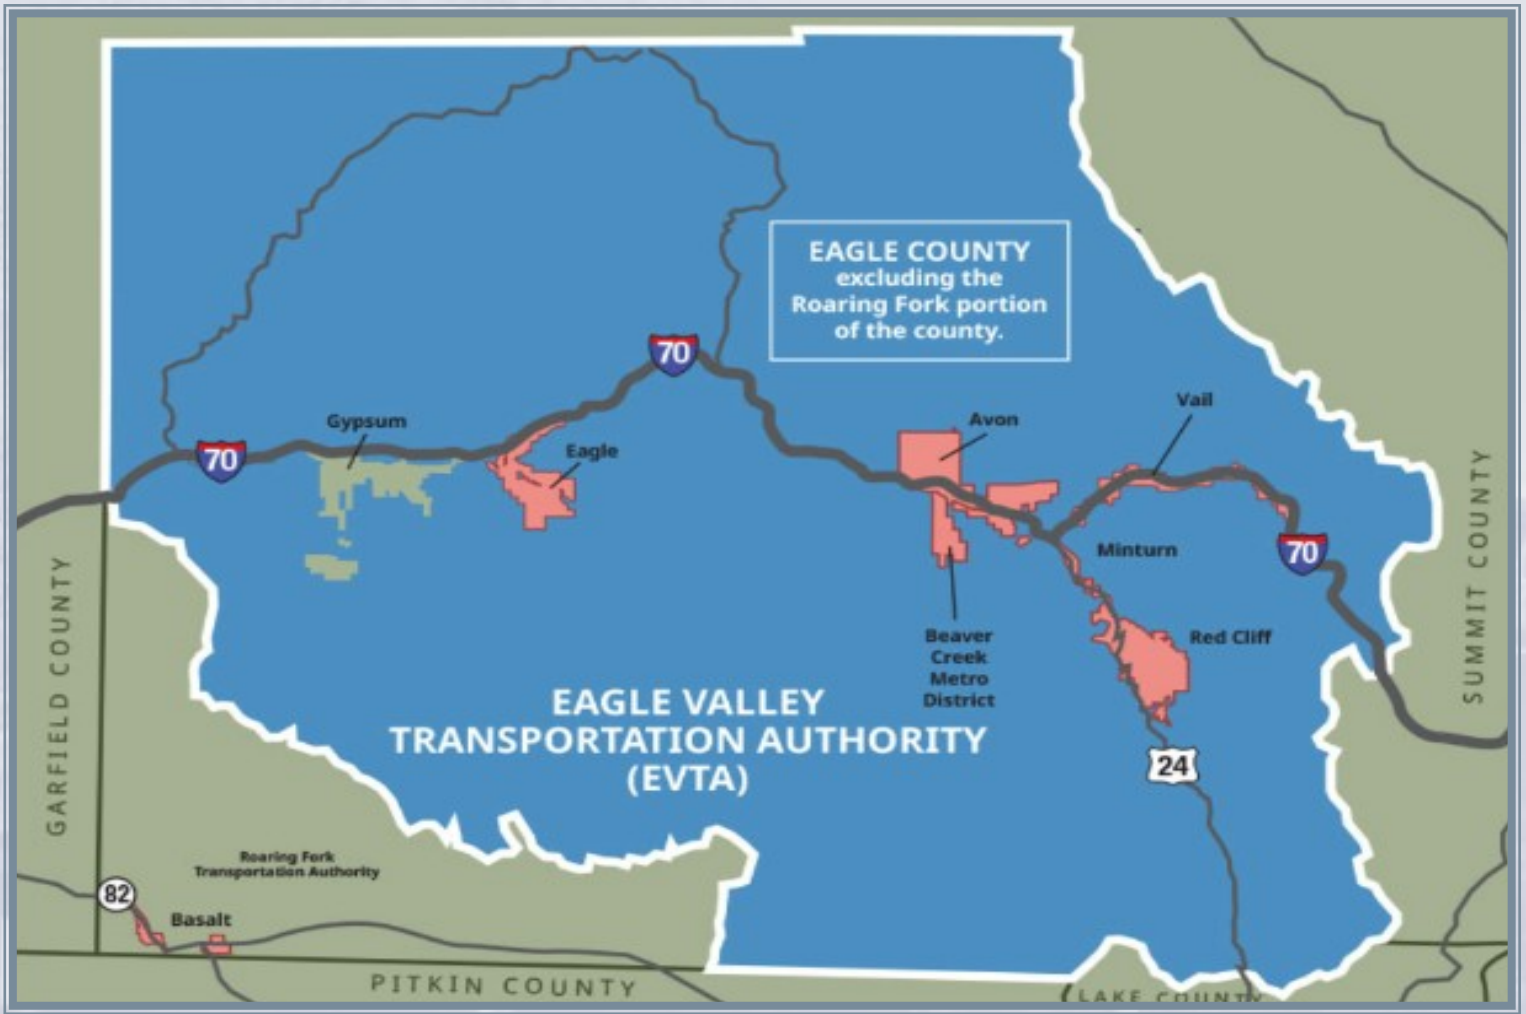 EAGLE COUNTY
excluding the
Roaring Fork portion
of the county.
70
Vail
Gypsum
Avon
Eagle
70
70
Minturn
Beaver
Creek
Metro
District
Red Cliff
EAGLE VALLEY
TRANSPORTATION AUTHORITY
(EVTA)
24
GARFIELD COUNTY
SUMMIT COUNTY
Roaring Fork
Transportation Authority
82
Basalt
PITKIN COUNTY
LAKE COUNTY